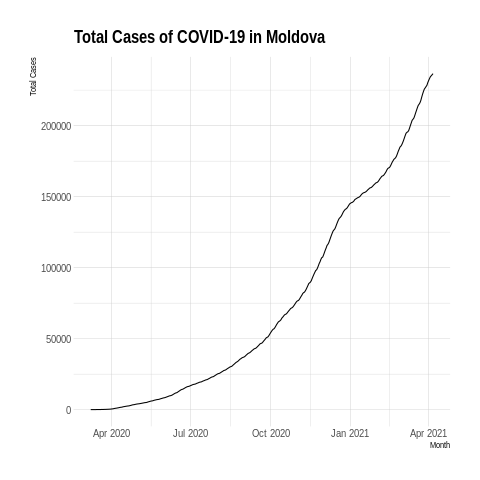 Total Cases of COVID-19 in Moldova
Total Cases
200000
150000
100000
50000
0
Apr 2020 Jul 2020 Oct 2020 Jan 2021 Apr 2021
Month